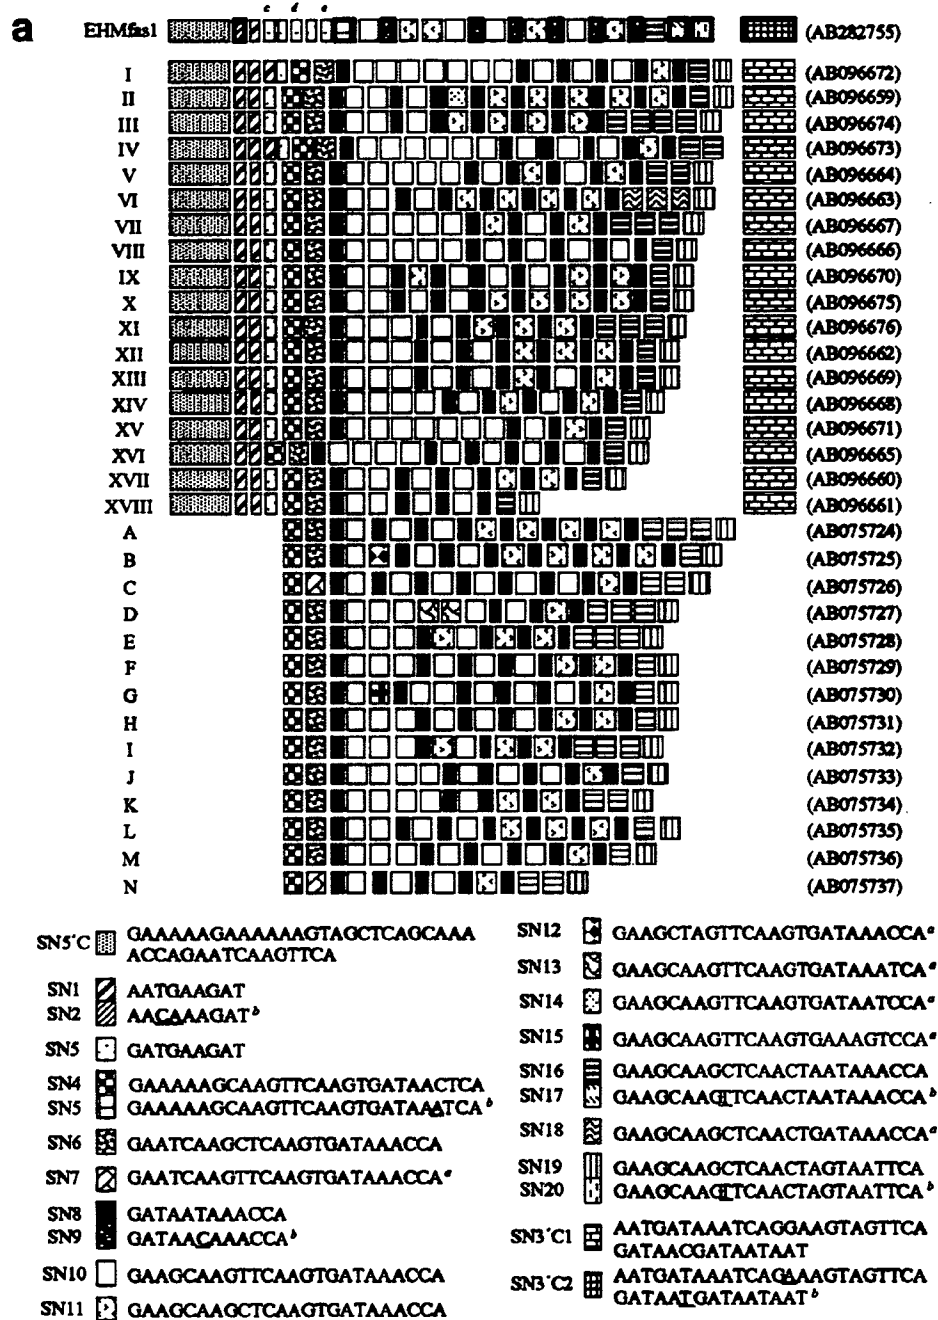 a
c d e
EHMfas1 (AB282755)
I (AB096672)
II (AB096659)
III (AB096674)
IV (AB096673)
V (AB096664)
VI (AB096663)
VII (AB096667)
VIII (AB096666)
IX (AB096670)
X (AB096675)
XI (AB096676)
XII (AB096662)
XIII (AB096669)
XIV (AB096668)
XV (AB096671)
XVI (AB096665)
XVII (AB096660)
XVIII (AB096661)
A (AB075724)
B (AB075725)
C (AB075726)
D (AB075727)
E (AB075728)
F (AB075729)
G (AB075730)
H (AB075731)
I (AB075732)
J (AB075733)
K (AB075734)
L (AB075735)
M (AB075736)
N (AB075737)
SN5'C GAAAAAGAAAAAAGTAGCTCAGCAAA
ACCAGAATCAAGTTCA
SN1 AATGAAGAT
SN2 AACAAAGAT b
SN5 GATGAAGAT
SN4 GAAAAAGCAAGTTCAAGTGATAACTCA
SN5 GAAAAAGCAAGTTCAAGTGATAAATCA b
SN6 GAATCAAGCTCAAGTGATAAACCA
SN7 GAATCAAGTTCAAGTGATAAACCA a
SN8 GATAATAAACCA
SN9 GATAACAAACCA b
SN10 GAAGCAAGTTCAAGTGATAAACCA
SN11 GAAGCAAGCTCAAGTGATAAACCA
SN12 GAAGCTAGTTCAAGTGATAAACCA a
SN13 GAAGCAAGTTCAAGTGATAAATCA a
SN14 GAAGCAAGTTCAAGTGATAATCCA a
SN15 GAAGCAAGTTCAAGTGAAAGTCCA a
SN16 GAAGCAAGCTCAACTAATAAACCA
SN17 GAAGCAAGTTCAACTAATAAACCA b
SN18 GAAGCAAGCTCAACTGATAAACCA a
SN19 GAAGCAAGCTCAACTAGTAATTCA
SN20 GAAGCAAGTTCAACTAGTAATTCA b
SN3'C1 AATGATAAATCAGGAAGTAGTTCA
GATAACGATAATAAT
SN3'C2 AATGATAAATCAGAAAGTAGTTCA
GATAATGATAATAAT b